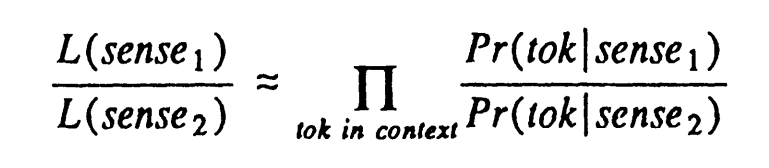 L(sense₁) / L(sense₂) ≈ ∏ tok in context Pr(tok|sense₁) / Pr(tok|sense₂)